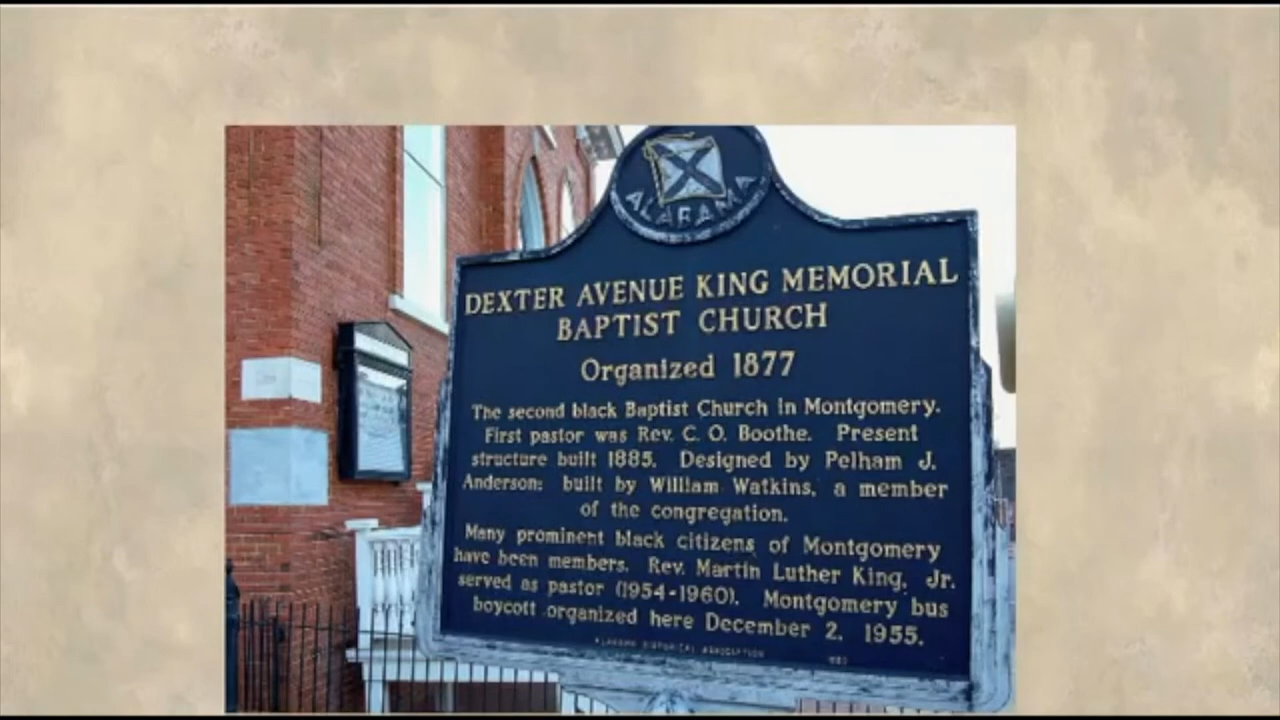 ALABAMA
DEXTER AVENUE KING MEMORIAL
BAPTIST CHURCH
Organized 1877
The second black Baptist Church in Montgomery.
First pastor was Rev. C. O. Boothe. Present
structure built 1885. Designed by Pelham J.
Anderson: built by William Watkins, a member
of the congregation.
Many prominent black citizens of Montgomery
have been members. Rev. Martin Luther King, Jr.
served as pastor (1954-1960). Montgomery bus
boycott organized here December 2, 1955.
ALABAMA HISTORICAL ASSOCIATION